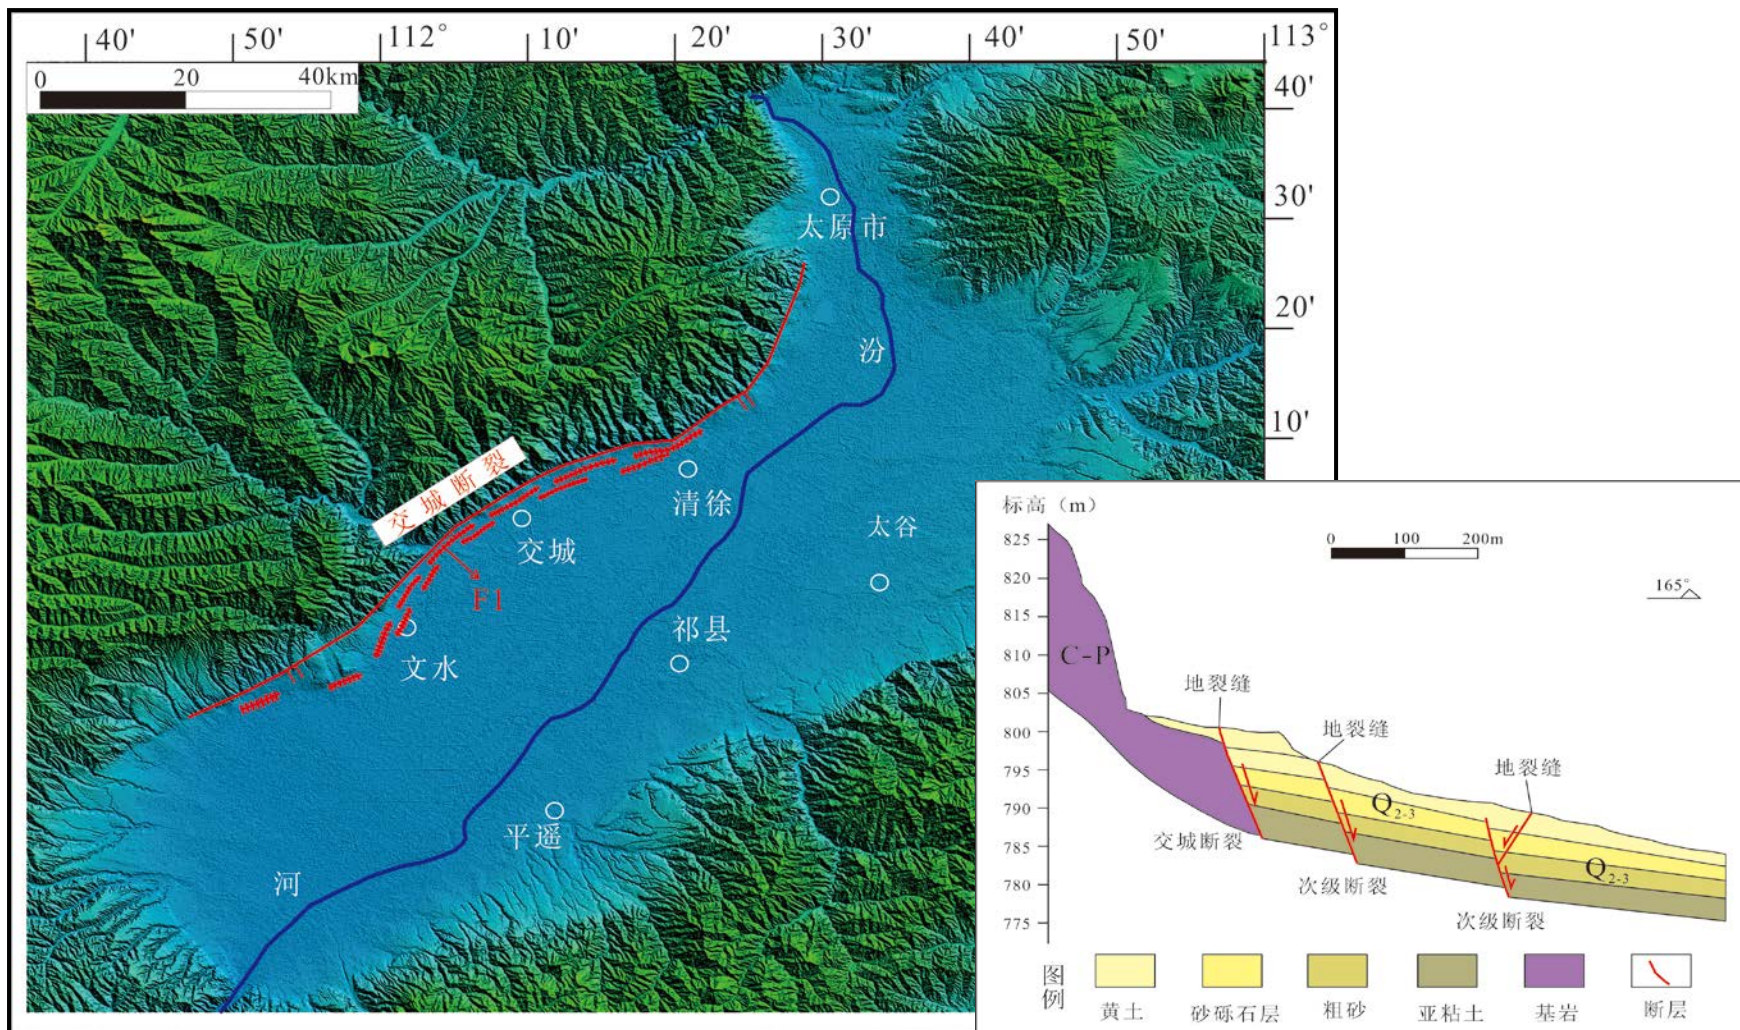 40' 50' 112° 10' 20' 30' 40' 50' 113°
0 20 40km
40'
30'
太原市
20'
汾
10'
交城断裂
清徐
太谷
交城
F1
祁县
文水
平遥
河
标高（m）
0 100 200m
825
820
165°
815
810
C-P
805
地裂缝
800
地裂缝
795
地裂缝
790
Q2-3
785
交城断裂
Q2-3
780
次级断裂
775
次级断裂
图例
黄土 砂砾石层 粗砂 亚粘土 基岩 断层